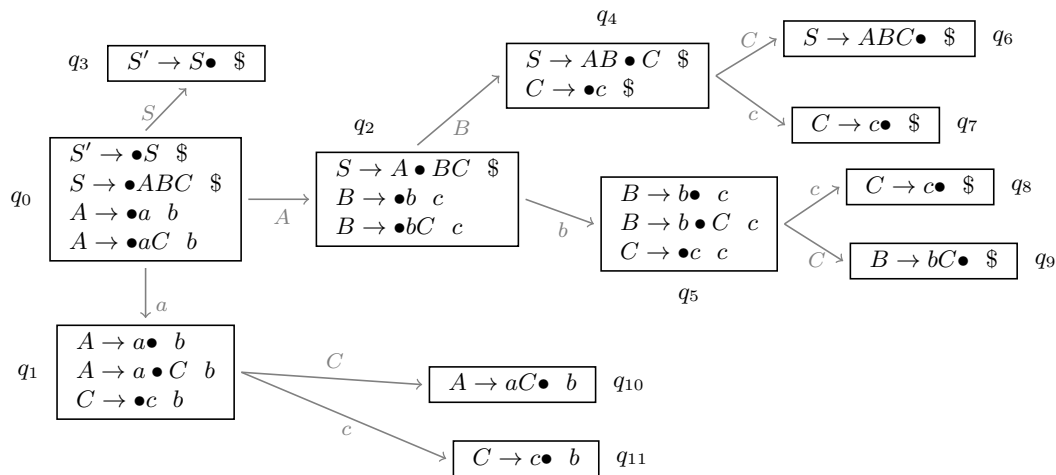 q3 S′ → S● $
S
q0
S′ → ●S $
S → ●ABC $
A → ●a b
A → ●aC b
A
a
q2
S → A ● BC $
B → ●b c
B → ●bC c
B
b
q4
S → AB ● C $
C → ●c $
C
c
S → ABC● $ q6
C → c● $ q7
B → b● c
B → b ● C c
C → ●c c
q5
c
C
C → c● $ q8
B → bC● $ q9
q1
A → a● b
A → a ● C b
C → ●c b
C
c
A → aC● b q10
C → c● b q11